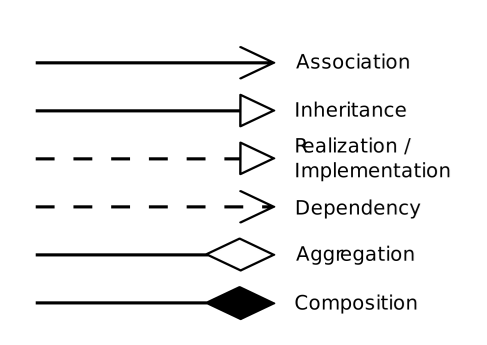 Association
Inheritance
Realization /
Implementation
Dependency
Aggregation
Composition